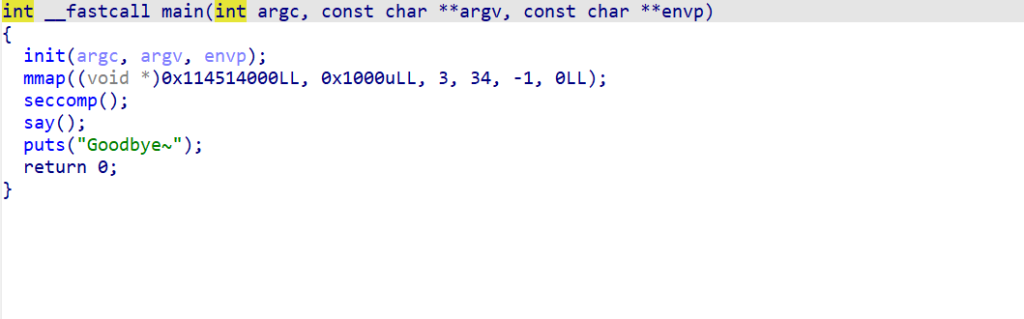 int __fastcall main(int argc, const char **argv, const char **envp)
{
init(argc, argv, envp);
mmap((void *)0x114514000LL, 0x1000uLL, 3, 34, -1, 0LL);
seccomp();
say();
puts("Goodbye~");
return 0;
}